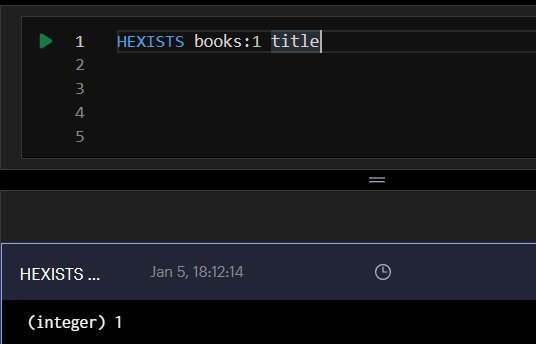 1 HEXISTS books:1 title
2
3
4
5
HEXISTS ... Jan 5, 18:12:14
(integer) 1